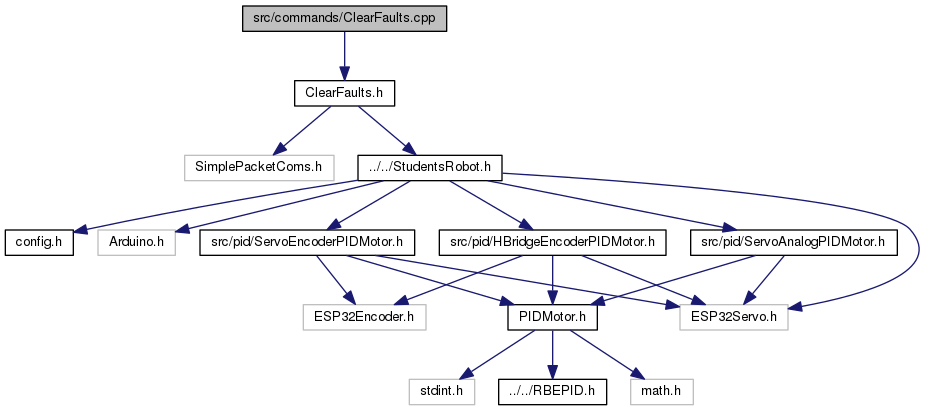 src/commands/ClearFaults.cpp
ClearFaults.h
SimplePacketComs.h
../../StudentsRobot.h
config.h
Arduino.h
src/pid/ServoEncoderPIDMotor.h
src/pid/HBridgeEncoderPIDMotor.h
src/pid/ServoAnalogPIDMotor.h
ESP32Encoder.h
PIDMotor.h
ESP32Servo.h
stdint.h
../../RBEPID.h
math.h